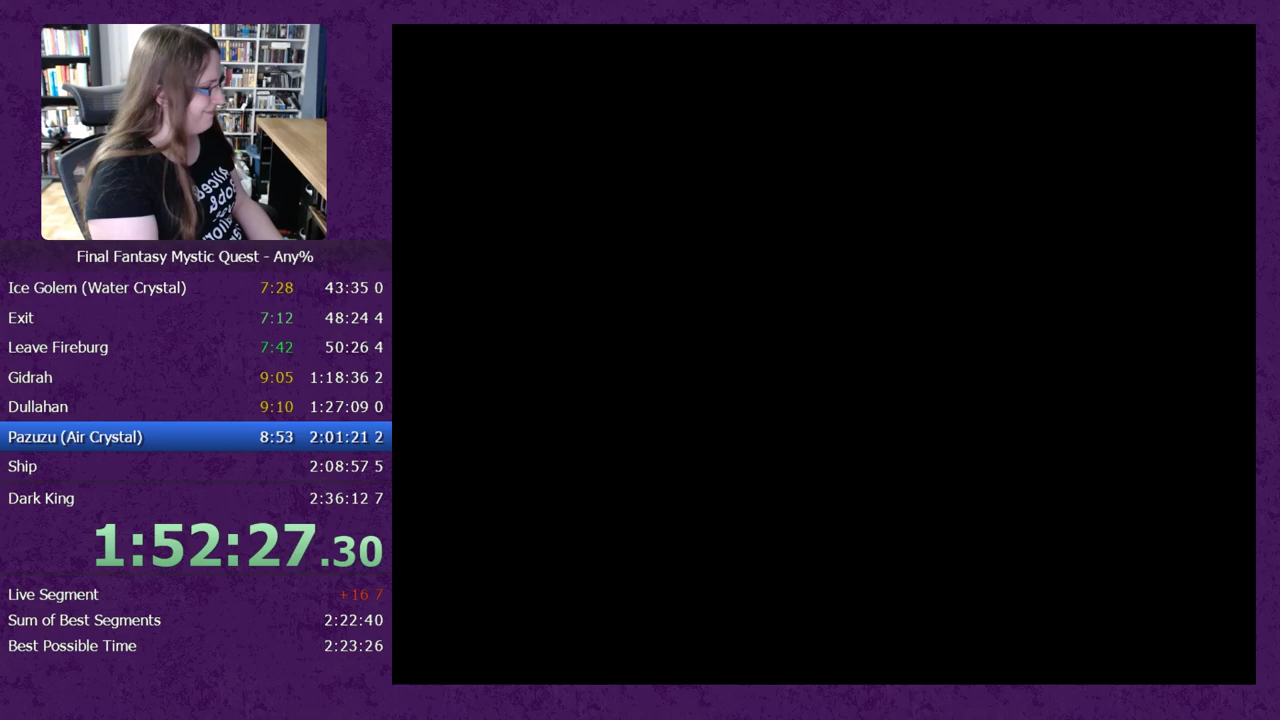 Final Fantasy Mystic Quest - Any%
Ice Golem (Water Crystal) 7:28 43:35 0
Exit 7:12 48:24 4
Leave Fireburg 7:42 50:26 4
Gidrah 9:05 1:18:36 2
Dullahan 9:10 1:27:09 0
Pazuzu (Air Crystal) 8:53 2:01:21 2
Ship 2:08:57 5
Dark King 2:36:12 7
1:52:27.30
Live Segment +16 7
Sum of Best Segments 2:22:40
Best Possible Time 2:23:26